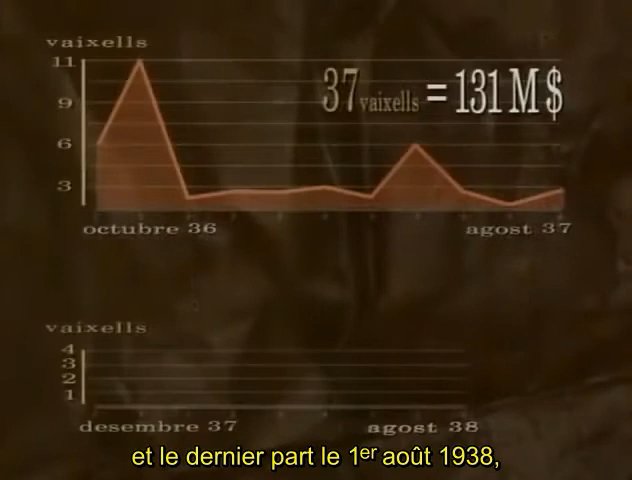 vaixells
11
9
6
3
37 vaixells = 131 M $
octubre 36 agost 37
vaixells
4
3
2
1
desembre 37 agost 38
et le dernier part le 1er août 1938,